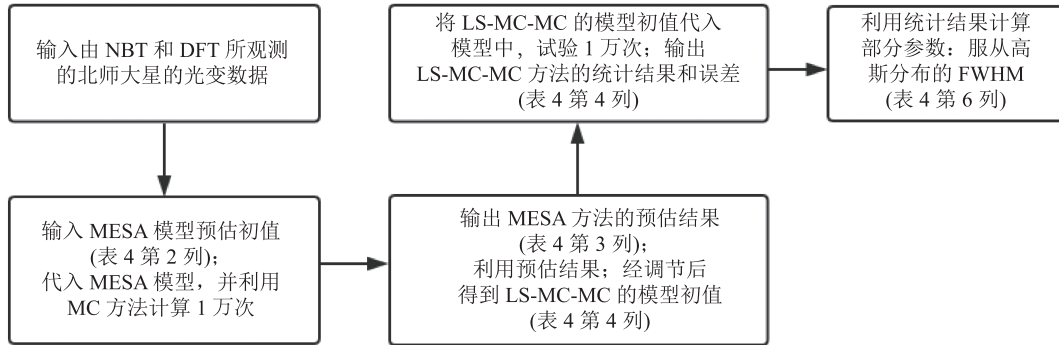 输入由 NBT 和 DFT 所观测
的北师大星的光变数据
输入 MESA 模型预估初值
(表 4 第 2 列)；
代入 MESA 模型，并利用
MC 方法计算 1 万次
输出 MESA 方法的预估结果
(表 4 第 3 列)；
利用预估结果；经调节后
得到 LS-MC-MC 的模型初值
(表 4 第 4 列)
将 LS-MC-MC 的模型初值代入
模型中，试验 1 万次；输出
LS-MC-MC 方法的统计结果和误差
(表 4 第 4 列)
利用统计结果计算
部分参数：服从高
斯分布的 FWHM
(表 4 第 6 列)